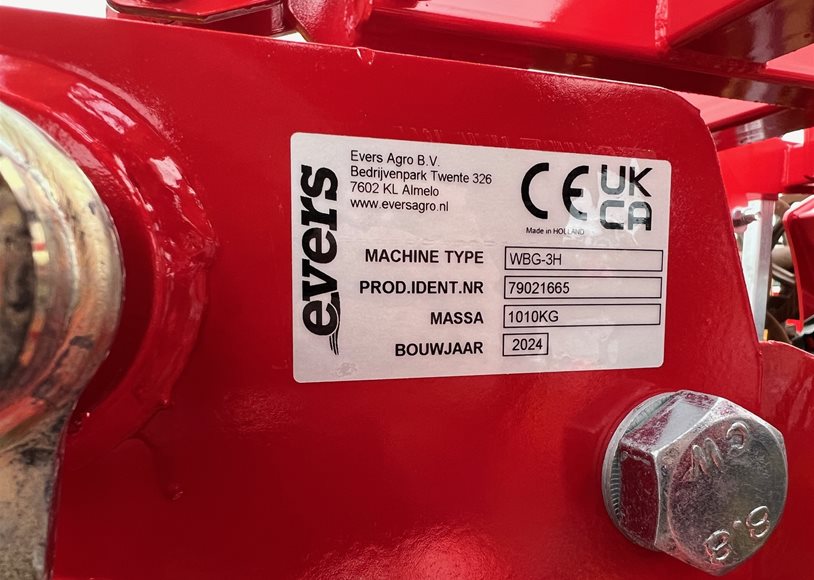 evers
Evers Agro B.V.
Bedrijvenpark Twente 326
7602 KL Almelo
www.eversagro.nl
CE UK CA
Made in HOLLAND
MACHINE TYPE WBG-3H
PROD.IDENT.NR 79021665
MASSA 1010KG
BOUWJAAR 2024
8.8